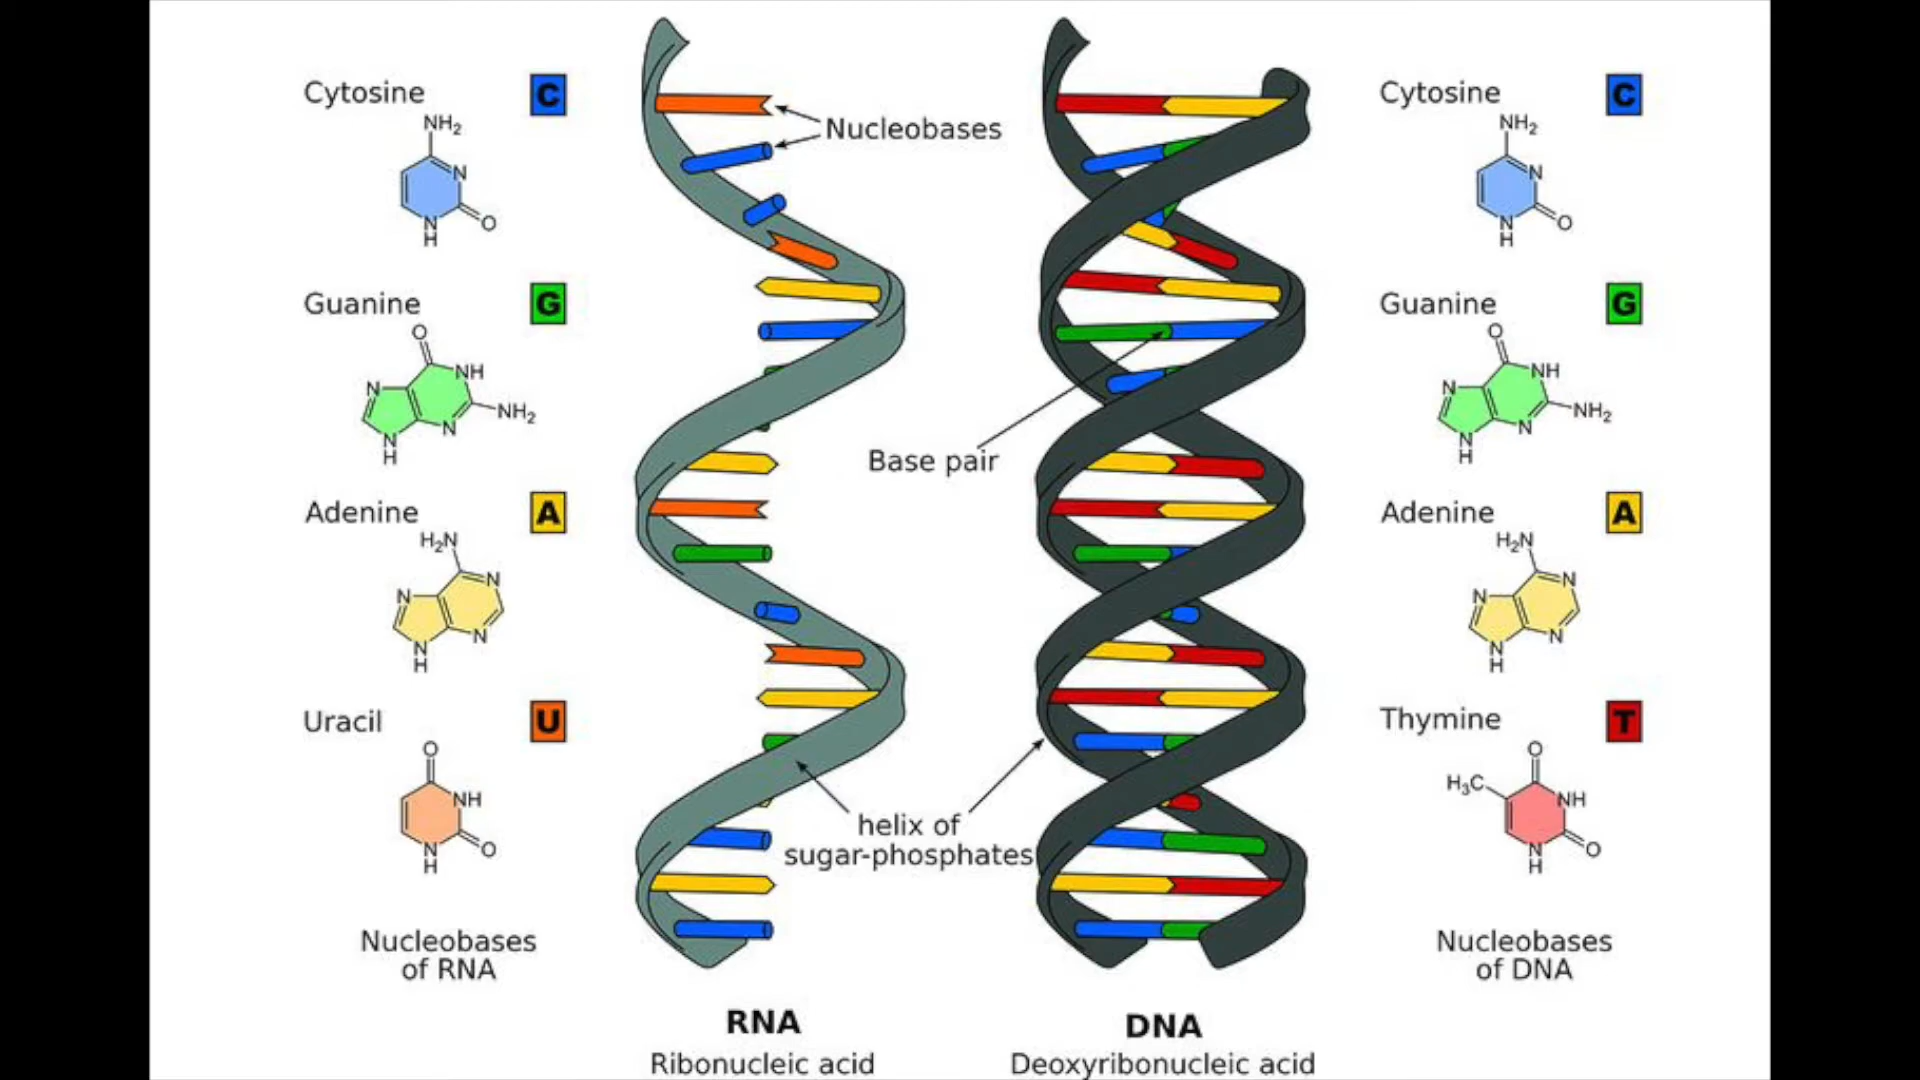 Cytosine C
NH₂
N
N
H
O
Guanine G
O
NH
N
NH₂
N
N
H
Adenine A
H₂N
N
N
N
N
H
Uracil U
O
NH
N
H
O
Nucleobases
of RNA
Nucleobases
Base pair
helix of
sugar-phosphates
RNA
Ribonucleic acid
DNA
Deoxyribonucleic acid
Cytosine C
NH₂
N
N
H
O
Guanine G
O
NH
N
NH₂
N
N
H
Adenine A
H₂N
N
N
N
N
H
Thymine T
O
H₃C
NH
N
H
O
Nucleobases
of DNA